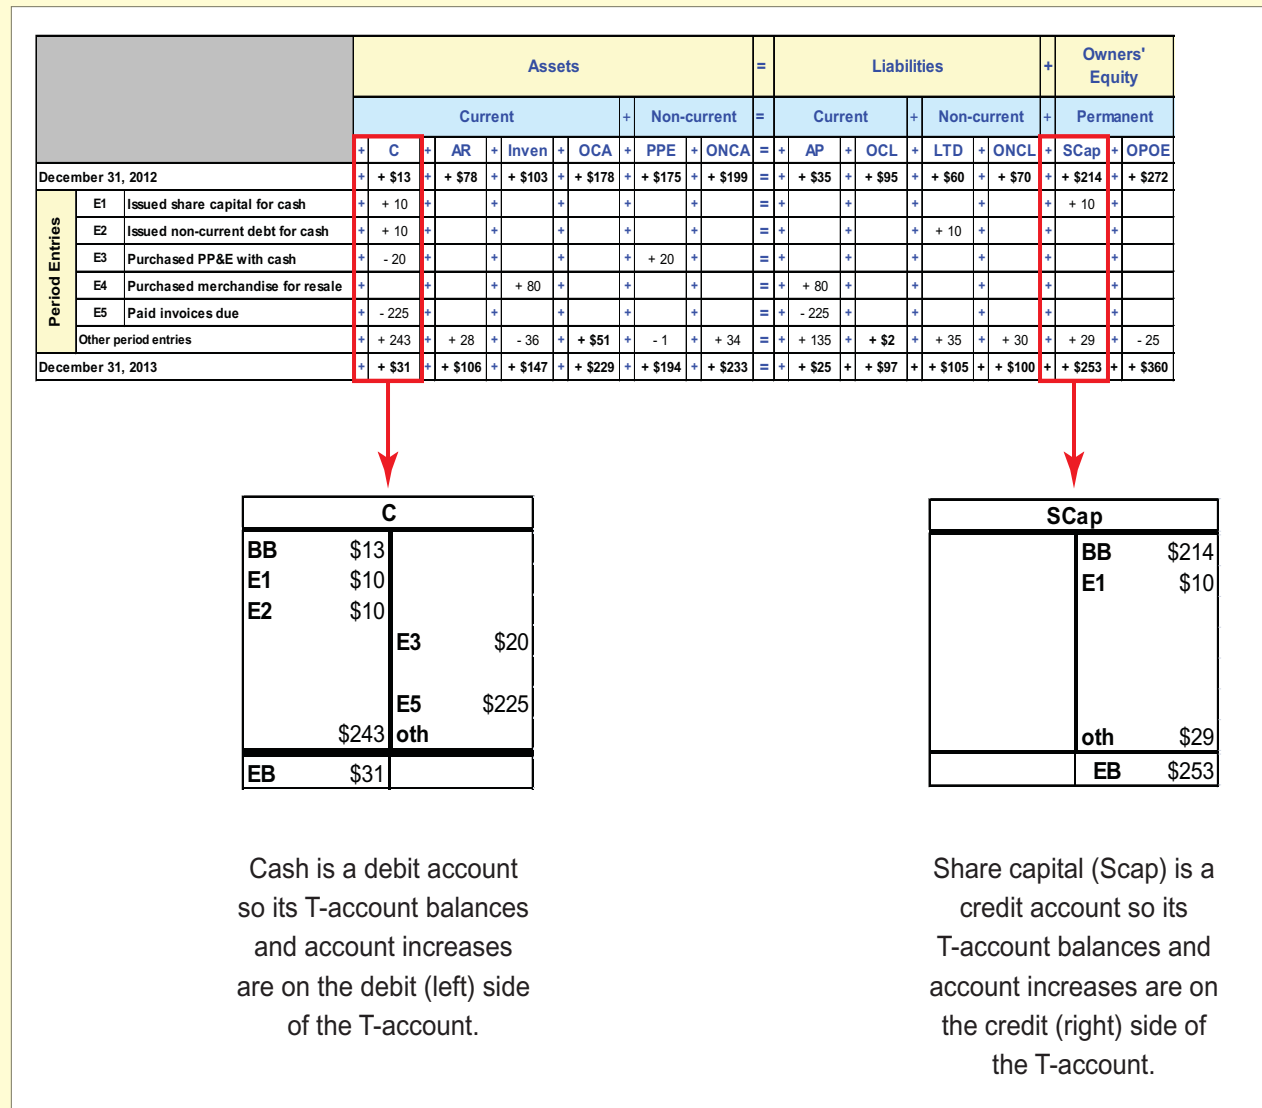 Assets = Liabilities + Owners' Equity
Current + Non-current = Current + Non-current + Permanent
+ C + AR + Inven + OCA + PPE + ONCA = + AP + OCL + LTD + ONCL + SCap + OPOE
December 31, 2012 + + $13 + + $78 + + $103 + + $178 + + $175 + + $199 = + + $35 + + $95 + + $60 + + $70 + + $214 + + $272
Period Entries
E1 Issued share capital for cash + + 10 + + + + + = + + + + + + 10 +
E2 Issued non-current debt for cash + + 10 + + + + + = + + + + 10 + + +
E3 Purchased PP&E with cash + - 20 + + + + + 20 + = + + + + + +
E4 Purchased merchandise for resale + + + + 80 + + + = + + 80 + + + + +
E5 Paid invoices due + - 225 + + + + + = + - 225 + + + + +
Other period entries + + 243 + + 28 + - 36 + + $51 + - 1 + + 34 = + + 135 + + $2 + + 35 + + 30 + + 29 + - 25
December 31, 2013 + + $31 + + $106 + + $147 + + $229 + + $194 + + $233 = + + $25 + + $97 + + $105 + + $100 + + $253 + + $360
C
BB $13
E1 $10
E2 $10
E3 $20
E5 $225
$243 oth
EB $31
SCap
BB $214
E1 $10
oth $29
EB $253
Cash is a debit account
so its T-account balances
and account increases
are on the debit (left) side
of the T-account.
Share capital (Scap) is a
credit account so its
T-account balances and
account increases are on
the credit (right) side of
the T-account.